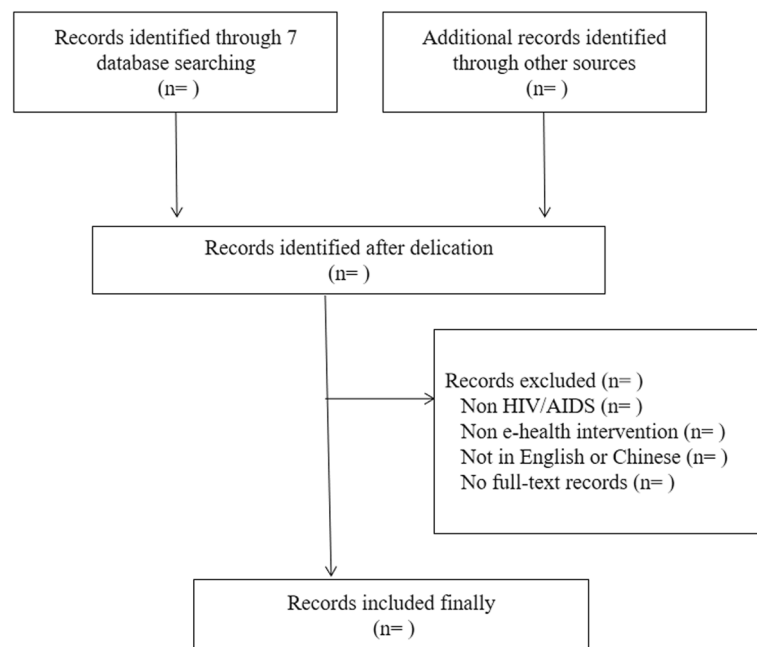 Records identified through 7
database searching
(n= )
Additional records identified
through other sources
(n= )
Records identified after delication
(n= )
Records excluded (n= )
Non HIV/AIDS (n= )
Non e-health intervention (n= )
Not in English or Chinese (n= )
No full-text records (n= )
Records included finally
(n= )